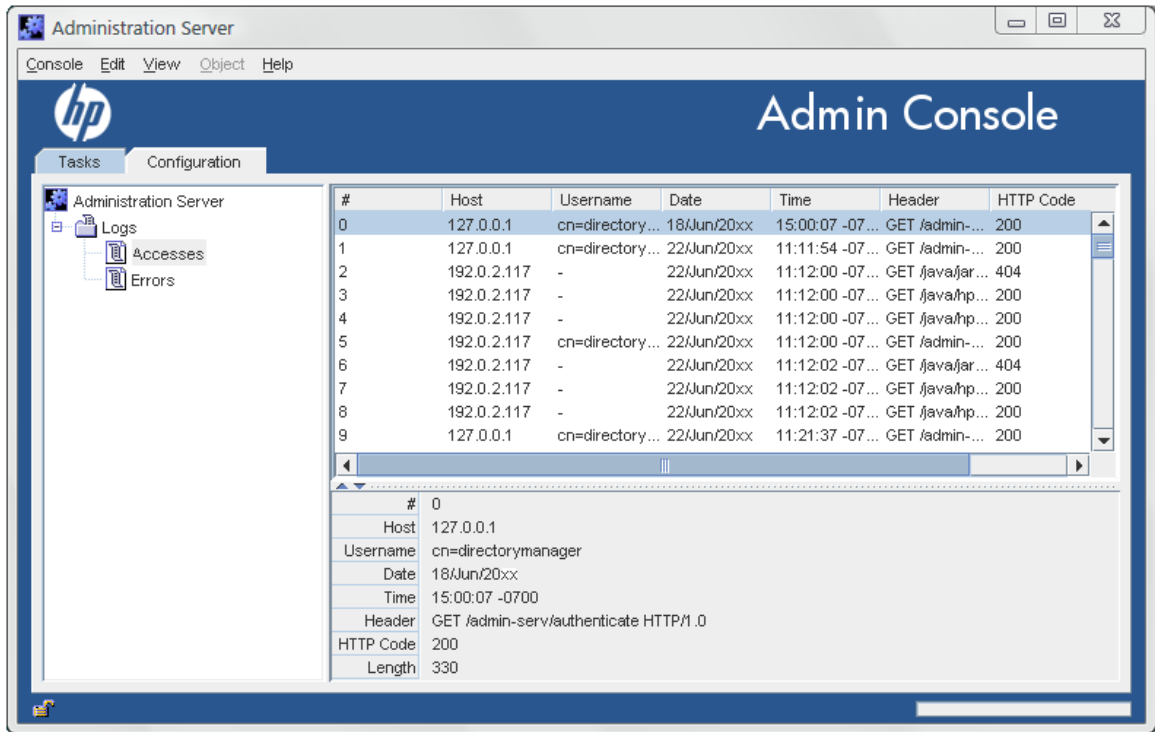 Administration Server
Console Edit View Object Help
hp
Admin Console
Tasks Configuration
Administration Server
Logs
Accesses
Errors
# Host Username Date Time Header HTTP Code
0 127.0.0.1 cn=directory... 18/Jun/20xx 15:00:07 -07... GET /admin-... 200
1 127.0.0.1 cn=directory... 22/Jun/20xx 11:11:54 -07... GET /admin-... 200
2 192.0.2.117 - 22/Jun/20xx 11:12:00 -07... GET /java/jar... 404
3 192.0.2.117 - 22/Jun/20xx 11:12:00 -07... GET /java/hp... 200
4 192.0.2.117 - 22/Jun/20xx 11:12:00 -07... GET /java/hp... 200
5 192.0.2.117 cn=directory... 22/Jun/20xx 11:12:00 -07... GET /admin-... 200
6 192.0.2.117 - 22/Jun/20xx 11:12:02 -07... GET /java/jar... 404
7 192.0.2.117 - 22/Jun/20xx 11:12:02 -07... GET /java/hp... 200
8 192.0.2.117 - 22/Jun/20xx 11:12:02 -07... GET /java/hp... 200
9 127.0.0.1 cn=directory... 22/Jun/20xx 11:21:37 -07... GET /admin-... 200
# 0
Host 127.0.0.1
Username cn=directorymanager
Date 18/Jun/20xx
Time 15:00:07 -0700
Header GET /admin-serv/authenticate HTTP/1.0
HTTP Code 200
Length 330